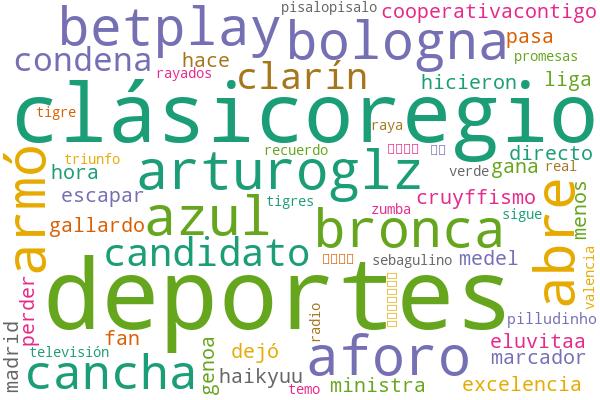 pisalopisalo
cooperativacontigo
betplay
bologna
pasa
condena
hace
clarín
promesas
rayados
hicieron
liga
clásicoregio
tigre
raya
armó
triunfo
recuerdo
directo
hora
arturoglz
verde
gana
real
escapar
tigres
zumba
cruyffismo
menos
abre
gallardo
azul
bronca
sigue
candidato
sebagulino
medel
valencia
deportes
perder
radio
pilludinho
madrid
fan
televisión
genoa
dejó
aforo
eluvitaa
marcador
cancha
haikyuu
temo
ministra
excelencia